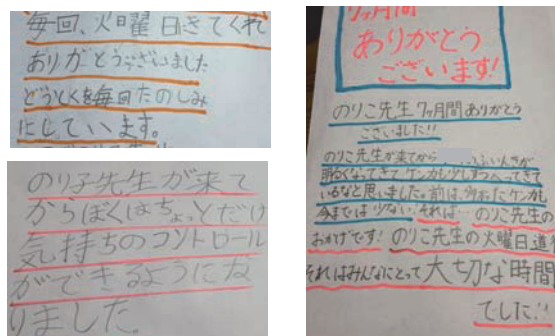 毎回、火曜日きてくれ
ありがとうございました
どうとくを毎回たのしみ
にしています。
のり子先生が来て
からぼくはちょっとだけ
気持ちのコントロール
ができるようにな
りました。
7ヶ月間
ありがとう
ございます!
のりこ先生7ヶ月間ありがとう
ございました!!
のりこ先生が来てから ふんいきが
明るくなってきてケンカも少しずつへってきて
いるなと思いました。前は、 ケンカし
今までは少ない!それは…のりこ先生の
おかげです!のりこ先生の火曜日道
それはみんなにとって大切な時間
でした!!